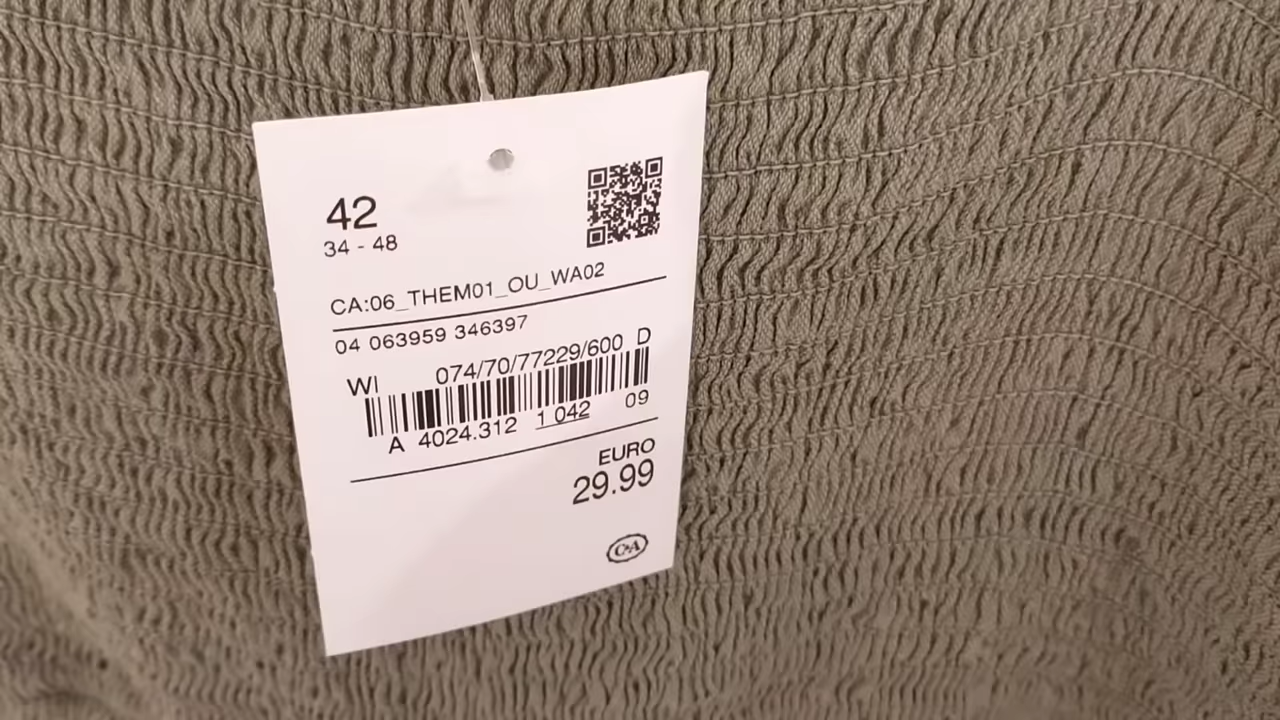 42
34 - 48
CA:06_THEM01_OU_WA02
04 063959 346397
WI 074/70/77229/600 D
A 4024.312 1 042 09
EURO
29.99
C&A